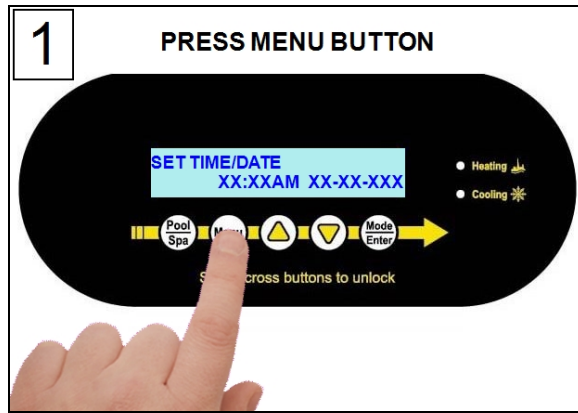 1
PRESS MENU BUTTON
SET TIME/DATE
XX:XXAM XX-XX-XXX
Heating
Cooling
Pool
Spa
Mode
Enter
cross buttons to unlock